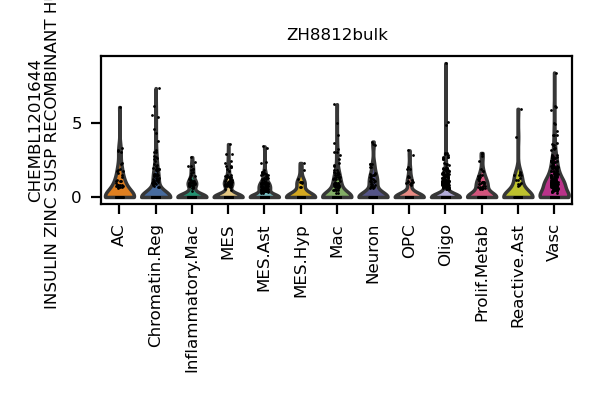 ZH8812bulk
CHEMBL1201644
INSULIN ZINC SUSP RECOMBINANT H
5
0
AC
Chromatin.Reg
Inflammatory.Mac
MES
MES.Ast
MES.Hyp
Mac
Neuron
OPC
Oligo
Prolif.Metab
Reactive.Ast
Vasc